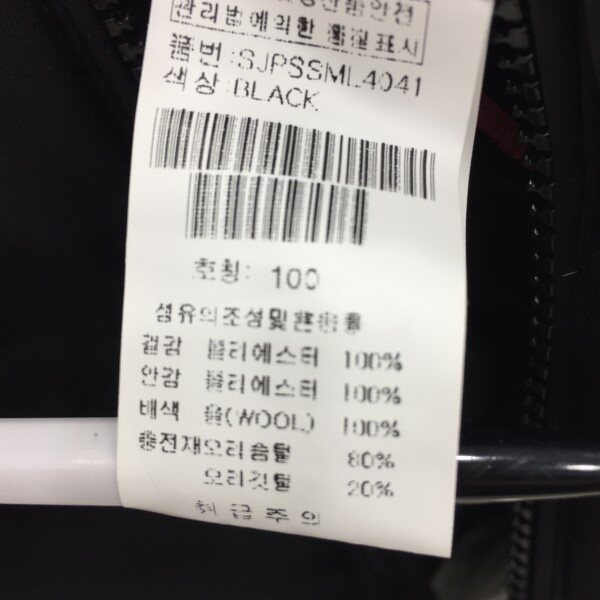 관리법에의한 품질표시
품번:SJPSSML4041
색상:BLACK
호칭: 100
섬유의조성및혼용률
겉감 폴리에스터 100%
안감 폴리에스터 100%
배색 울(WOOL) 100%
충전재오리솜털 80%
오리깃털 20%
취급주의